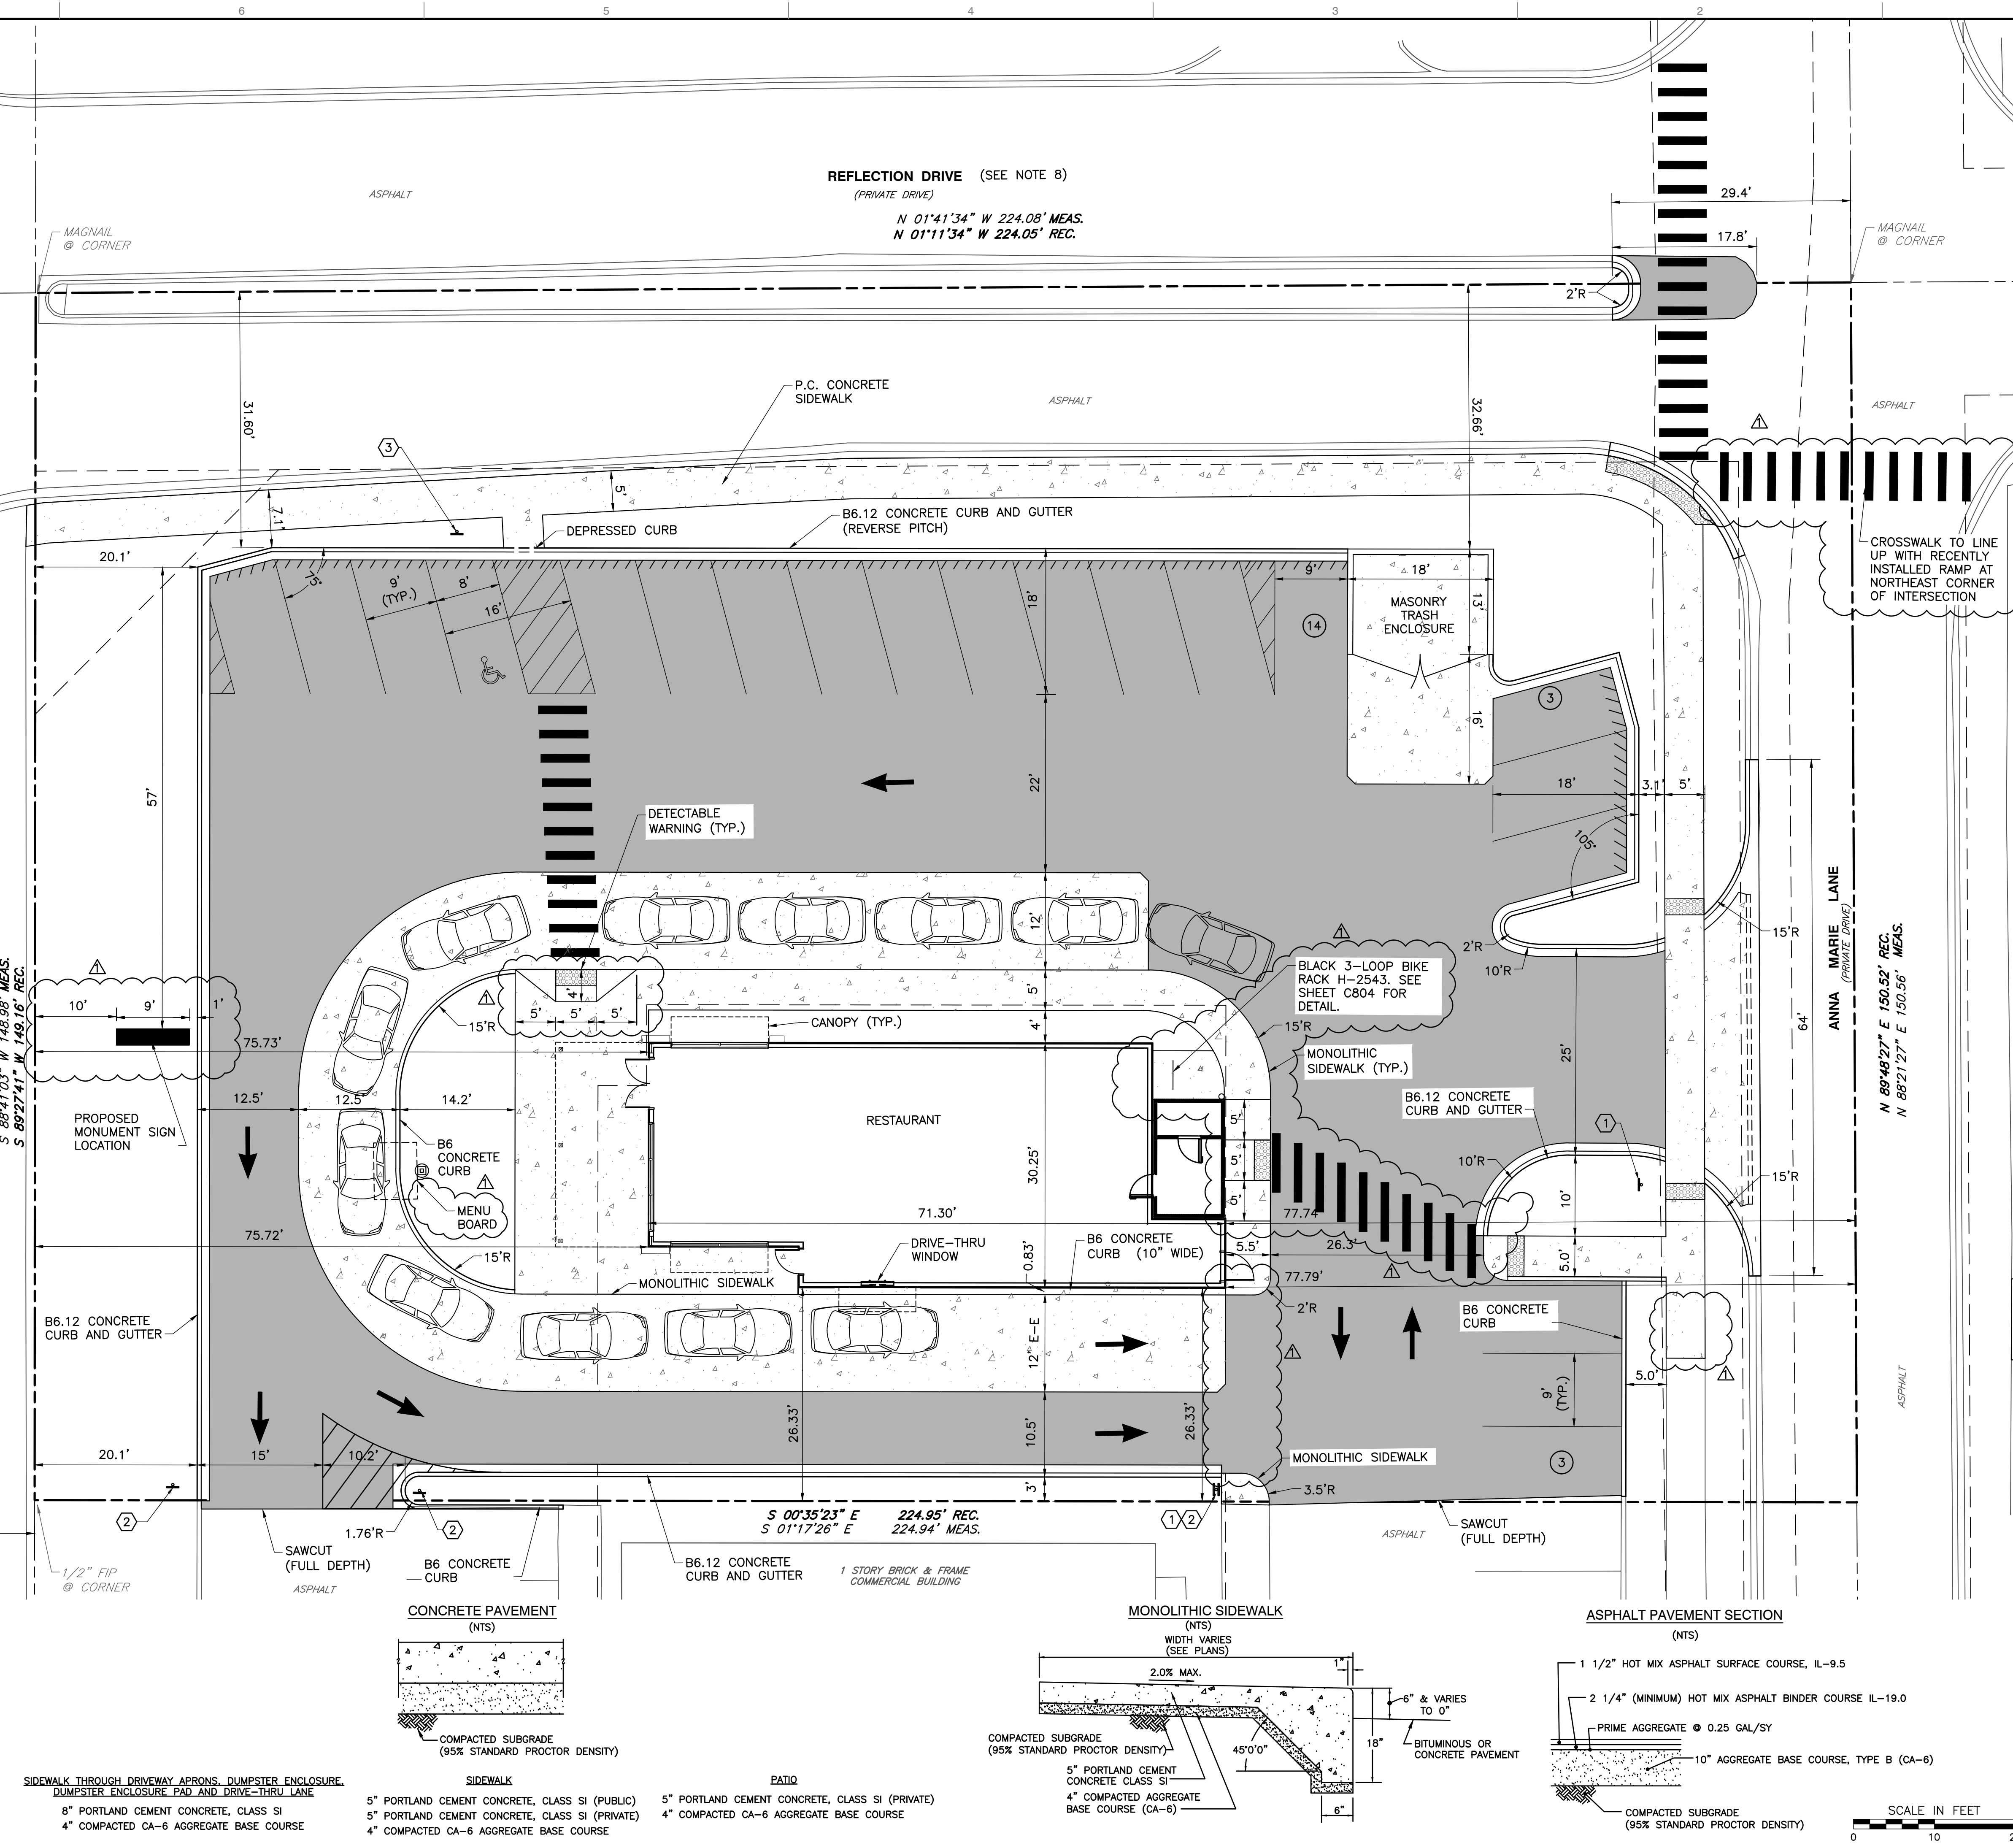 6
5
4
3
2
REFLECTION DRIVE (SEE NOTE 8)
(PRIVATE DRIVE)
ASPHALT
N 01°41'34" W 224.08' MEAS.
N 01°11'34" W 224.05' REC.
MAGNAIL
@ CORNER
29.4'
17.8'
MAGNAIL
@ CORNER
2'R
31.60'
32.66'
P.C. CONCRETE
SIDEWALK
ASPHALT
ASPHALT
1
3
5'
7.1'
DEPRESSED CURB
B6.12 CONCRETE CURB AND GUTTER
(REVERSE PITCH)
CROSSWALK TO LINE
UP WITH RECENTLY
INSTALLED RAMP AT
NORTHEAST CORNER
OF INTERSECTION
20.1'
75°
9'
(TYP.)
8'
16'
18'
9'
18'
13'
MASONRY
TRASH
ENCLOSURE
14
16'
3
57'
22'
18'
3.1'
5'
105°
DETECTABLE
WARNING (TYP.)
12'
2'R
10'R
15'R
ANNA MARIE LANE
(PRIVATE DRIVE)
N 89°48'27" E 150.52' REC.
N 88°21'27" E 150.56' MEAS.
64'
S 88°41'03" W 148.98' MEAS.
S 89°27'41" W 149.16' REC.
1
10'
9'
1'
75.73'
PROPOSED
MONUMENT SIGN
LOCATION
1
4'
5'
5'
5'
15'R
5'
4'
CANOPY (TYP.)
1
BLACK 3-LOOP BIKE
RACK H-2543. SEE
SHEET C804 FOR
DETAIL.
15'R
MONOLITHIC
SIDEWALK (TYP.)
25'
12.5'
12.5'
14.2'
RESTAURANT
B6
CONCRETE
CURB
1
MENU
BOARD
30.25'
5'
5'
5'
B6.12 CONCRETE
CURB AND GUTTER
1
10'R
10'
15'R
71.30'
77.74'
75.72'
15'R
DRIVE-THRU
WINDOW
0.83'
B6 CONCRETE
CURB (10" WIDE)
5.5'
26.3'
5.0'
1
MONOLITHIC SIDEWALK
77.79'
2'R
B6.12 CONCRETE
CURB AND GUTTER
12' E-E
B6 CONCRETE
CURB
1
1
5.0'
9'
(TYP.)
ASPHALT
26.33'
10.5'
26.33'
20.1'
15'
10.2'
MONOLITHIC SIDEWALK
3
3'
3.5'R
2
2
1.76'R
1
2
S 00°35'23" E 224.95' REC.
S 01°17'26" E 224.94' MEAS.
SAWCUT
(FULL DEPTH)
ASPHALT
SAWCUT
(FULL DEPTH)
ASPHALT
1/2" FIP
@ CORNER
B6 CONCRETE
CURB
B6.12 CONCRETE
CURB AND GUTTER
1 STORY BRICK & FRAME
COMMERCIAL BUILDING
CONCRETE PAVEMENT
(NTS)
COMPACTED SUBGRADE
(95% STANDARD PROCTOR DENSITY)
SIDEWALK THROUGH DRIVEWAY APRONS, DUMPSTER ENCLOSURE,
DUMPSTER ENCLOSURE PAD AND DRIVE-THRU LANE
8" PORTLAND CEMENT CONCRETE, CLASS SI
4" COMPACTED CA-6 AGGREGATE BASE COURSE
SIDEWALK
5" PORTLAND CEMENT CONCRETE, CLASS SI (PUBLIC)
5" PORTLAND CEMENT CONCRETE, CLASS SI (PRIVATE)
4" COMPACTED CA-6 AGGREGATE BASE COURSE
PATIO
5" PORTLAND CEMENT CONCRETE, CLASS SI (PRIVATE)
4" COMPACTED CA-6 AGGREGATE BASE COURSE
MONOLITHIC SIDEWALK
(NTS)
WIDTH VARIES
(SEE PLANS)
1"
2.0% MAX.
6" & VARIES
TO 0"
COMPACTED SUBGRADE
(95% STANDARD PROCTOR DENSITY)
45°0'0"
18"
BITUMINOUS OR
CONCRETE PAVEMENT
5" PORTLAND CEMENT
CONCRETE CLASS SI
4" COMPACTED AGGREGATE
BASE COURSE (CA-6)
6"
ASPHALT PAVEMENT SECTION
(NTS)
1 1/2" HOT MIX ASPHALT SURFACE COURSE, IL-9.5
2 1/4" (MINIMUM) HOT MIX ASPHALT BINDER COURSE IL-19.0
PRIME AGGREGATE @ 0.25 GAL/SY
10" AGGREGATE BASE COURSE, TYPE B (CA-6)
COMPACTED SUBGRADE
(95% STANDARD PROCTOR DENSITY)
SCALE IN FEET
0
10